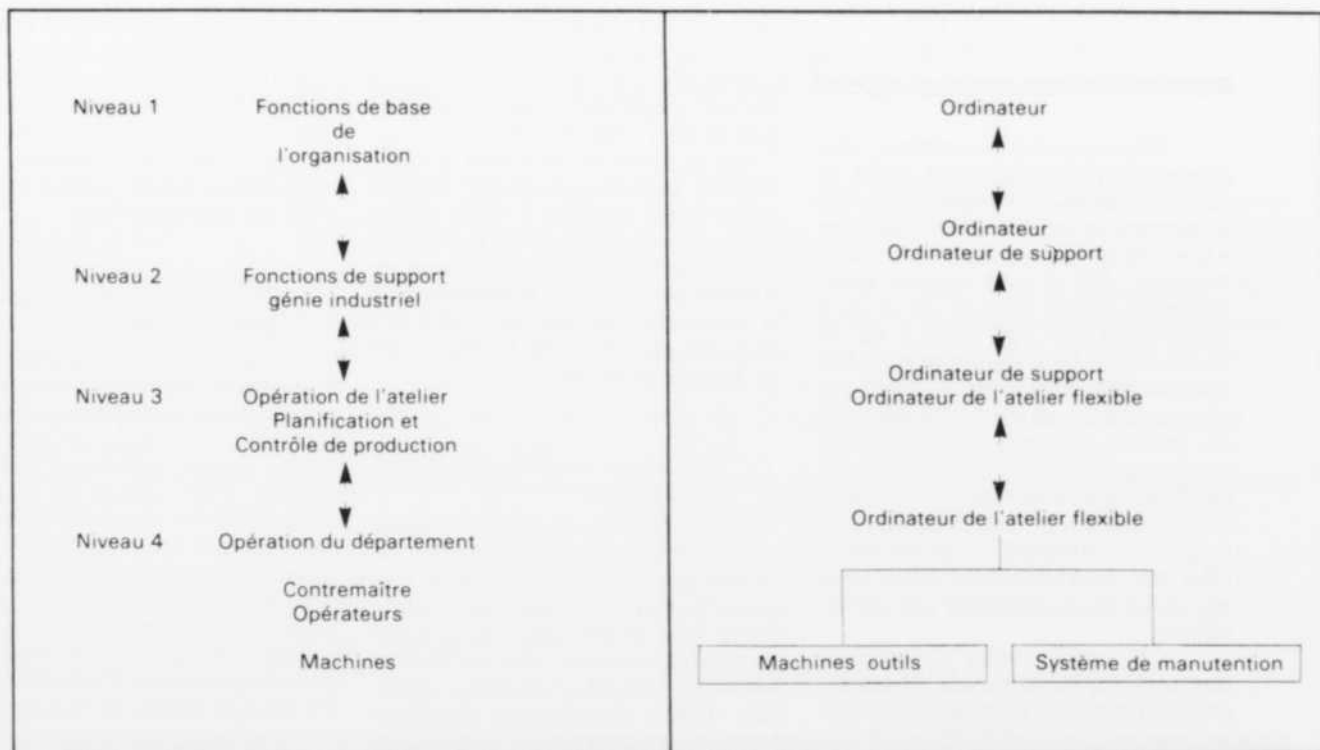 Niveau 1 Fonctions de base
de
l'organisation
Niveau 2 Fonctions de support
génie industriel
Niveau 3 Opération de l'atelier
Planification et
Contrôle de production
Niveau 4 Opération du département
Contremaître
Opérateurs
Machines
Ordinateur
Ordinateur
Ordinateur de support
Ordinateur de support
Ordinateur de l'atelier flexible
Ordinateur de l'atelier flexible
Machines outils
Système de manutention